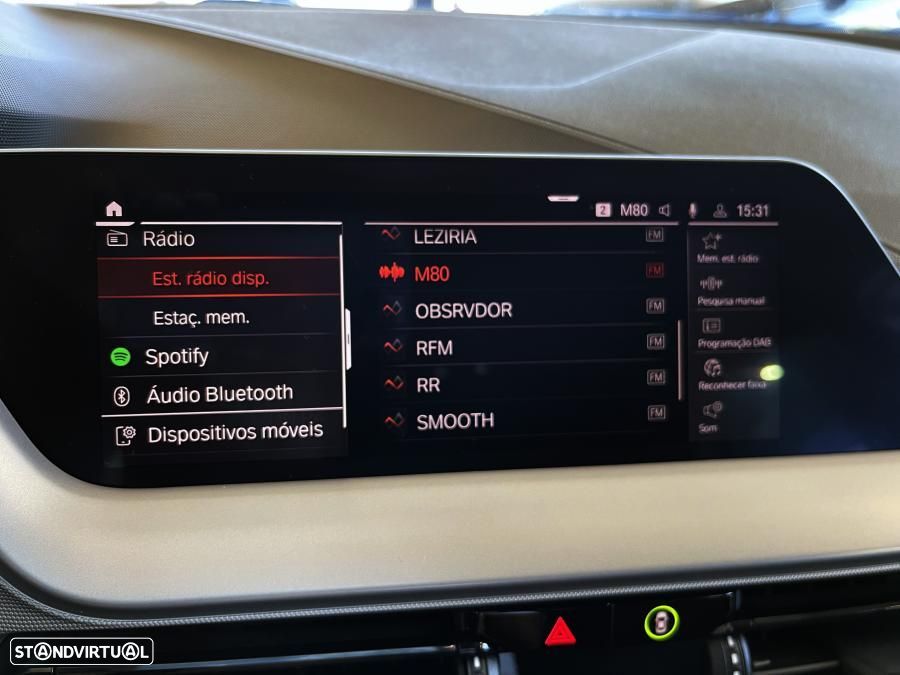 2 M80 15:31
Rádio
Est. rádio disp.
Estaç. mem.
Spotify
Áudio Bluetooth
Dispositivos móveis
LEZIRIA FM
M80 FM
OBSRVDOR FM
RFM FM
RR FM
SMOOTH FM
Mem. est. rádio
Pesquisa manual
Programação DAB
Reconhecer faixa
Som
STANDVIRTUAL